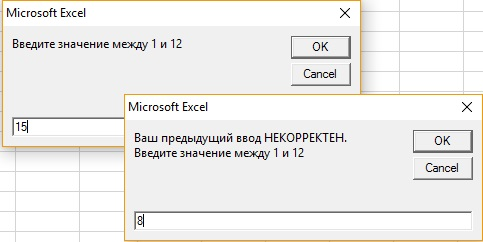 Microsoft Excel
Введите значение между 1 и 12
OK
Cancel
15
Microsoft Excel
Ваш предыдущий ввод НЕКОРРЕКТЕН.
Введите значение между 1 и 12
OK
Cancel
8